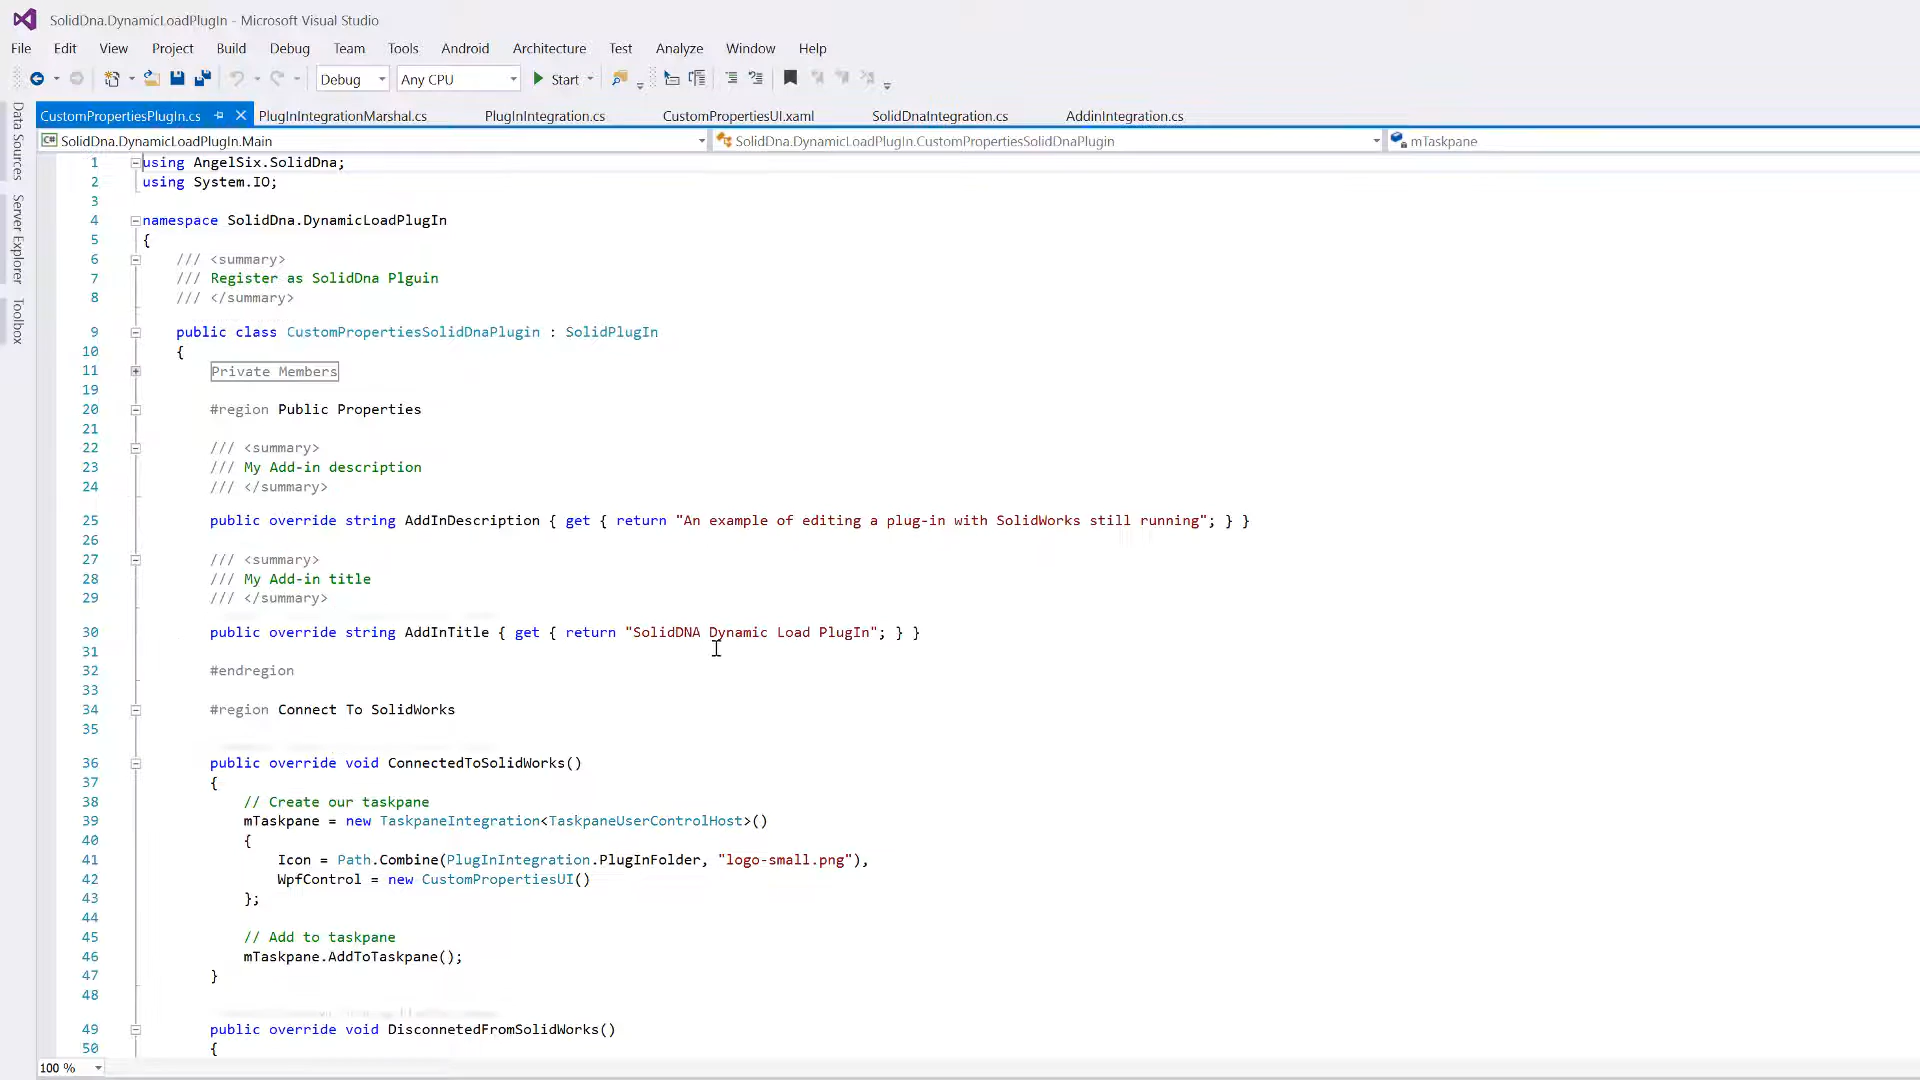 SolidDna.DynamicLoadPlugIn - Microsoft Visual Studio
File Edit View Project Build Debug Team Tools Android Architecture Test Analyze Window Help
Debug Any CPU Start
CustomPropertiesPlugIn.cs PlugInIntegrationMarshal.cs PlugInIntegration.cs CustomPropertiesUI.xaml SolidDnaIntegration.cs AddinIntegration.cs
C# SolidDna.DynamicLoadPlugIn.Main SolidDna.DynamicLoadPlugIn.CustomPropertiesSolidDnaPlugin mTaskpane
Data Sources
Server Explorer
Toolbox
1 using AngelSix.SolidDna;
2 using System.IO;
3
4 namespace SolidDna.DynamicLoadPlugIn
5 {
6 /// <summary>
7 /// Register as SolidDna Plguin
8 /// </summary>
9 public class CustomPropertiesSolidDnaPlugin : SolidPlugIn
10 {
11 Private Members
19
20 #region Public Properties
21
22 /// <summary>
23 /// My Add-in description
24 /// </summary>
25 public override string AddInDescription { get { return "An example of editing a plug-in with SolidWorks still running"; } }
26
27 /// <summary>
28 /// My Add-in title
29 /// </summary>
30 public override string AddInTitle { get { return "SolidDNA Dynamic Load PlugIn"; } }
31
32 #endregion
33
34 #region Connect To SolidWorks
35
36 public override void ConnectedToSolidWorks()
37 {
38 // Create our taskpane
39 mTaskpane = new TaskpaneIntegration<TaskpaneUserControlHost>()
40 {
41 Icon = Path.Combine(PlugInIntegration.PlugInFolder, "logo-small.png"),
42 WpfControl = new CustomPropertiesUI()
43 };
44
45 // Add to taskpane
46 mTaskpane.AddToTaskpane();
47 }
48
49 public override void DisconnetedFromSolidWorks()
50 {
100 %